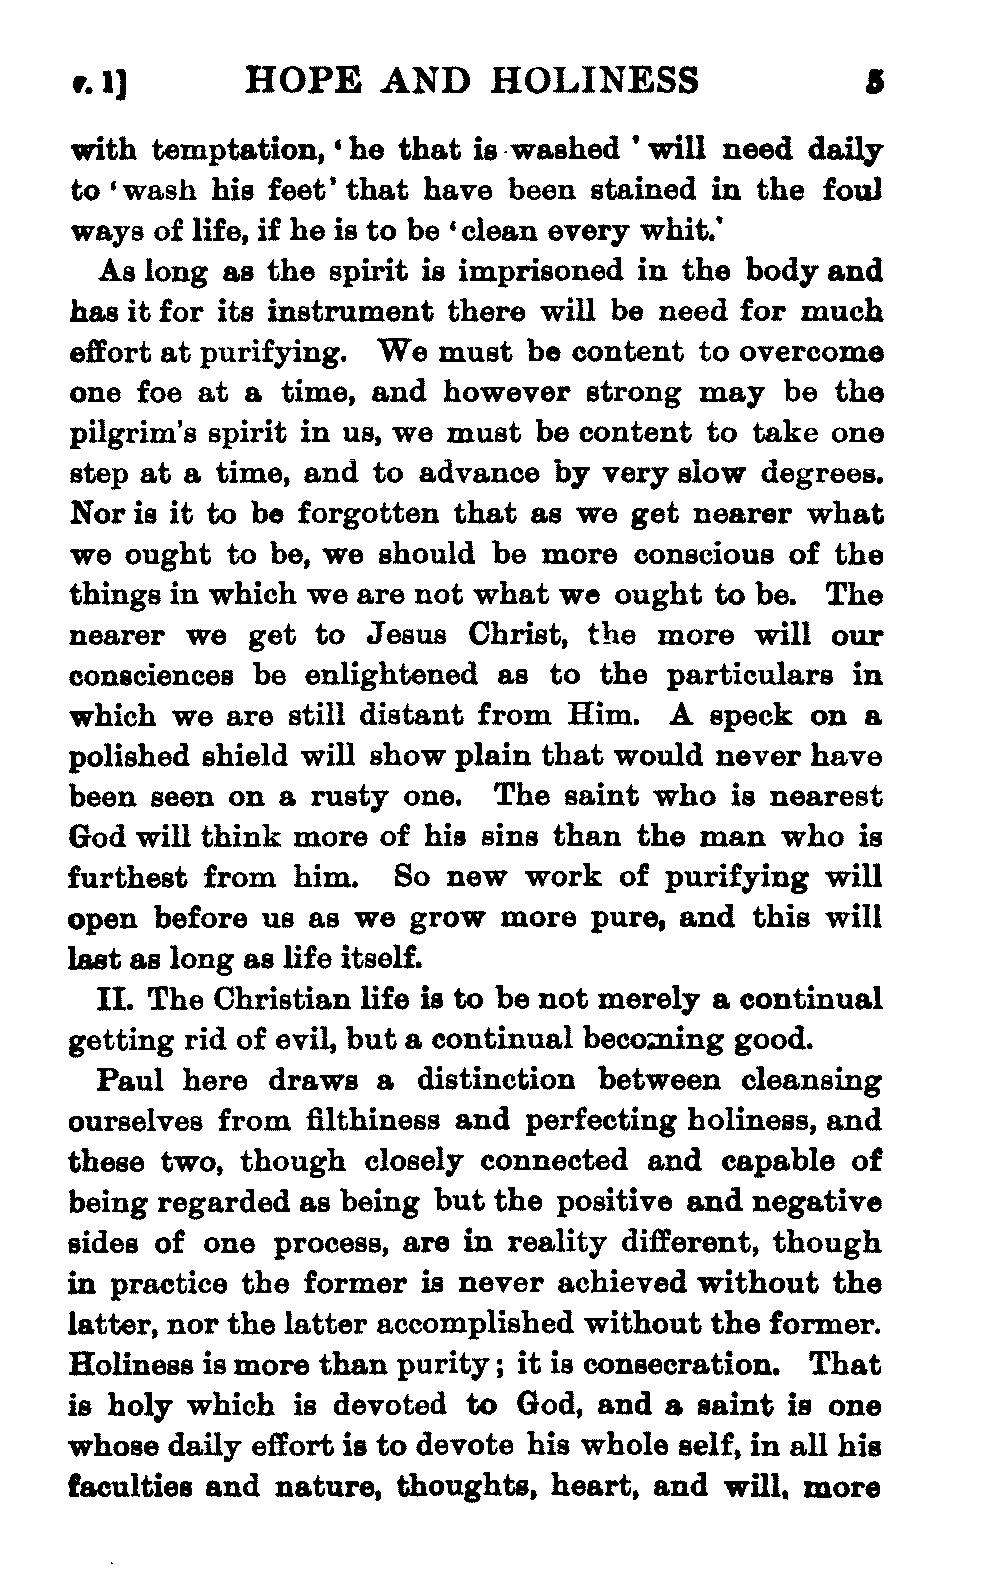 v. 1] HOPE AND HOLINESS 5
with temptation, ‘he that is washed’ will need daily
to ‘wash his feet’ that have been stained in the foul
ways of life, if he is to be ‘clean every whit.’
As long as the spirit is imprisoned in the body and
has it for its instrument there will be need for much
effort at purifying. We must be content to overcome
one foe at a time, and however strong may be the
pilgrim’s spirit in us, we must be content to take one
step at a time, and to advance by very slow degrees.
Nor is it to be forgotten that as we get nearer what
we ought to be, we should be more conscious of the
things in which we are not what we ought to be. The
nearer we get to Jesus Christ, the more will our
consciences be enlightened as to the particulars in
which we are still distant from Him. A speck on a
polished shield will show plain that would never have
been seen on a rusty one. The saint who is nearest
God will think more of his sins than the man who is
furthest from him. So new work of purifying will
open before us as we grow more pure, and this will
last as long as life itself.
II. The Christian life is to be not merely a continual
getting rid of evil, but a continual becoming good.
Paul here draws a distinction between cleansing
ourselves from filthiness and perfecting holiness, and
these two, though closely connected and capable of
being regarded as being but the positive and negative
sides of one process, are in reality different, though
in practice the former is never achieved without the
latter, nor the latter accomplished without the former.
Holiness is more than purity; it is consecration. That
is holy which is devoted to God, and a saint is one
whose daily effort is to devote his whole self, in all his
faculties and nature, thoughts, heart, and will, more